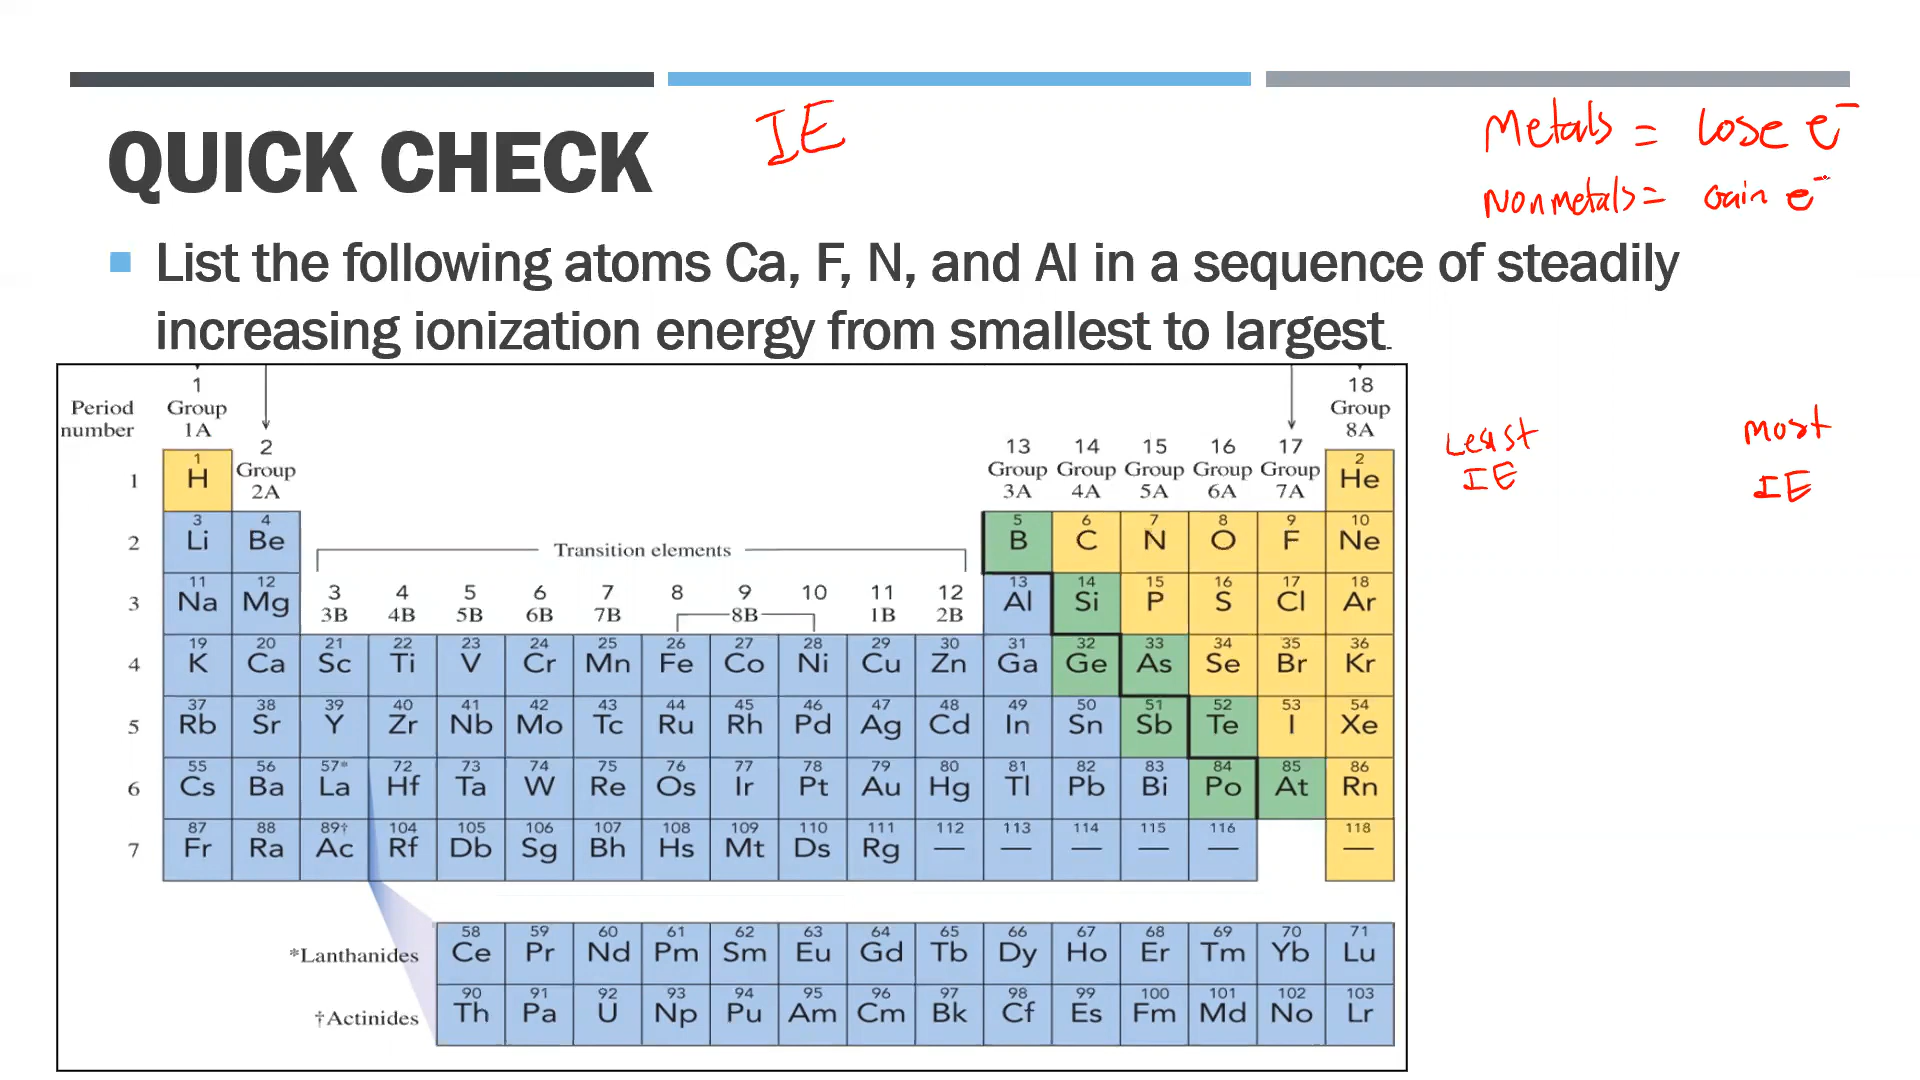 IE
Metals = Lose e⁻
Nonmetals = Gain e⁻
QUICK CHECK
List the following atoms Ca, F, N, and Al in a sequence of steadily
increasing ionization energy from smallest to largest.
Least
IE
Most
IE
1 18
Period Group Group
number 1A 8A
2 13 14 15 16 17
Group Group Group Group Group Group
2A 3A 4A 5A 6A 7A
1 2
1 H He
3 4 5 6 7 8 9 10
2 Li Be B C N O F Ne
Transition elements
11 12 13 14 15 16 17 18
3 Na Mg Al Si P S Cl Ar
3 4 5 6 7 8 9 10 11 12
3B 4B 5B 6B 7B 8B 1B 2B
19 20 21 22 23 24 25 26 27 28 29 30 31 32 33 34 35 36
4 K Ca Sc Ti V Cr Mn Fe Co Ni Cu Zn Ga Ge As Se Br Kr
37 38 39 40 41 42 43 44 45 46 47 48 49 50 51 52 53 54
5 Rb Sr Y Zr Nb Mo Tc Ru Rh Pd Ag Cd In Sn Sb Te I Xe
55 56 57* 72 73 74 75 76 77 78 79 80 81 82 83 84 85 86
6 Cs Ba La Hf Ta W Re Os Ir Pt Au Hg Tl Pb Bi Po At Rn
87 88 89† 104 105 106 107 108 109 110 111 112 113 114 115 116 118
7 Fr Ra Ac Rf Db Sg Bh Hs Mt Ds Rg — — — — — —
58 59 60 61 62 63 64 65 66 67 68 69 70 71
*Lanthanides Ce Pr Nd Pm Sm Eu Gd Tb Dy Ho Er Tm Yb Lu
90 91 92 93 94 95 96 97 98 99 100 101 102 103
†Actinides Th Pa U Np Pu Am Cm Bk Cf Es Fm Md No Lr